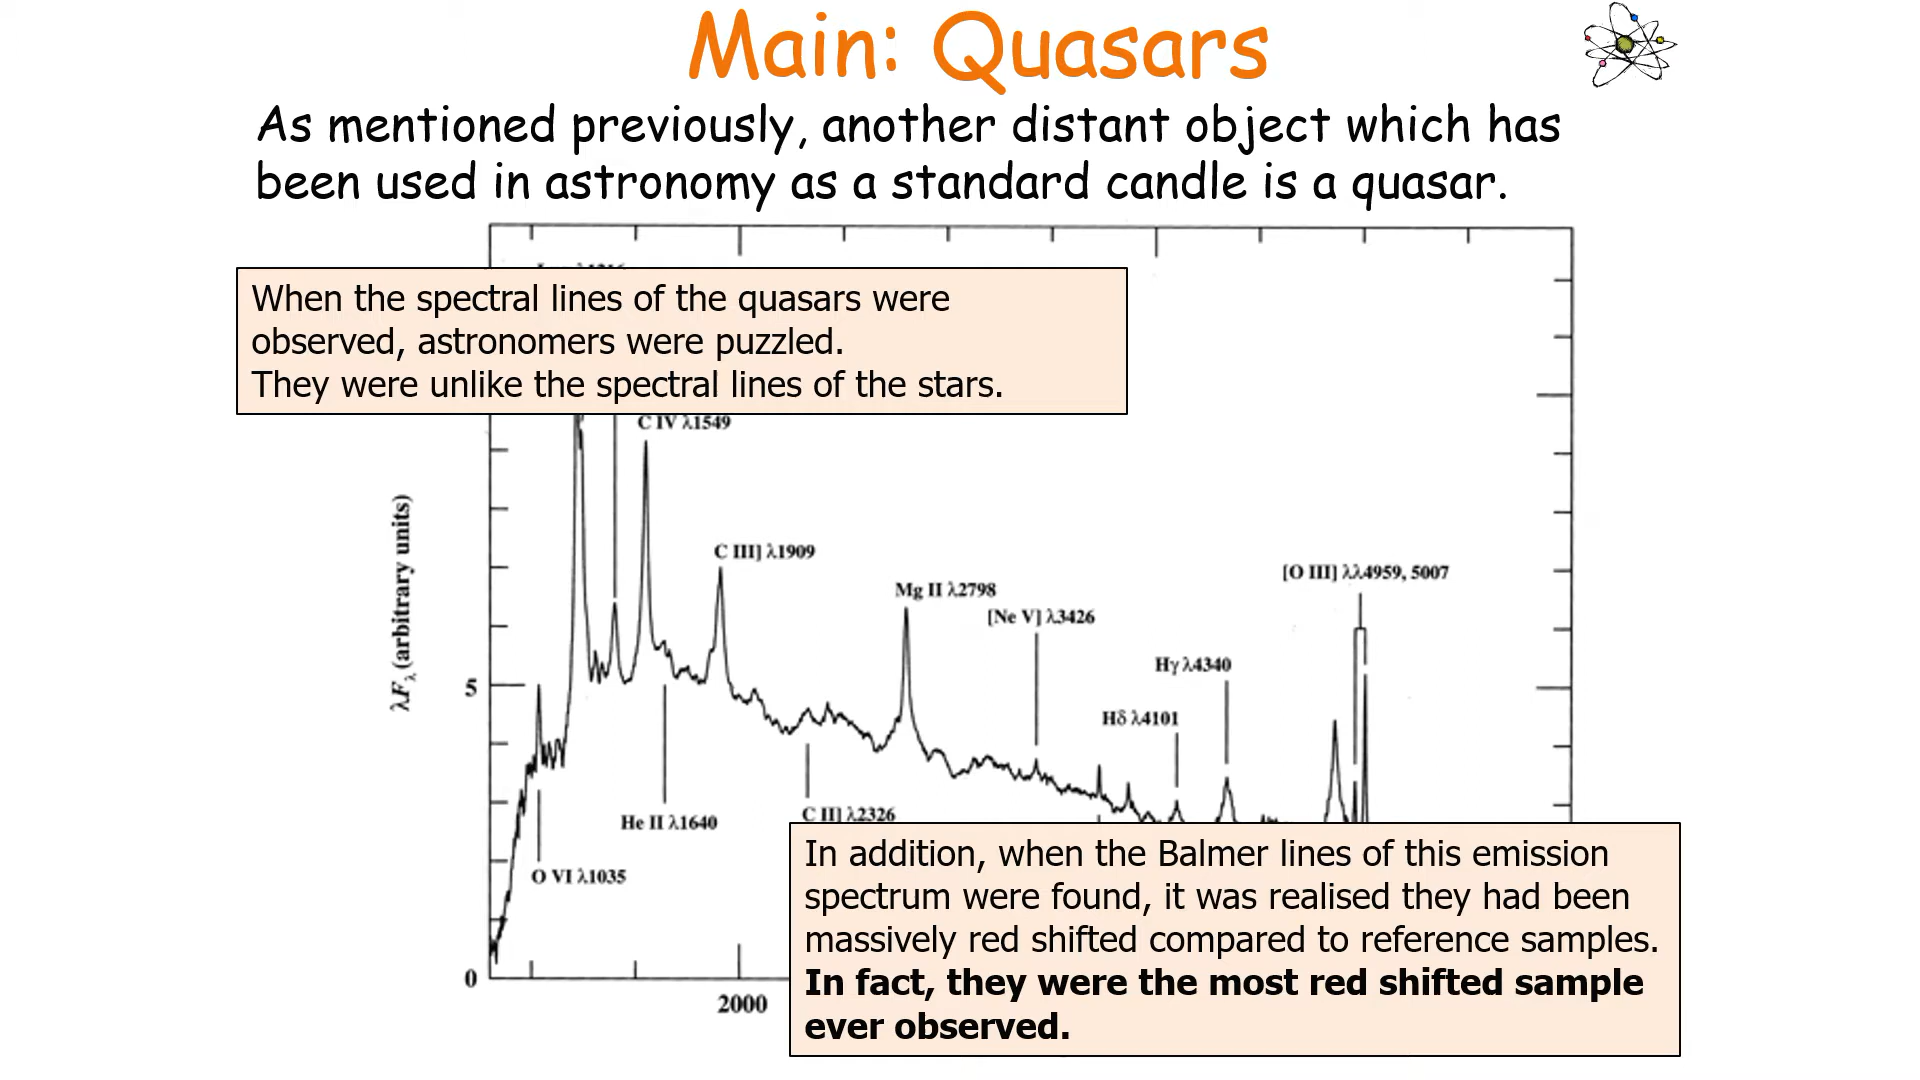 Main: Quasars
As mentioned previously, another distant object which has
been used in astronomy as a standard candle is a quasar.
When the spectral lines of the quasars were
observed, astronomers were puzzled.
They were unlike the spectral lines of the stars.
C IV λ1549
C III] λ1909
[O III] λλ4959, 5007
Mg II λ2798
[Ne V] λ3426
Hγ λ4340
λFλ (arbitrary units)
5
Hδ λ4101
C II] λ2326
He II λ1640
O VI λ1035
In addition, when the Balmer lines of this emission
spectrum were found, it was realised they had been
massively red shifted compared to reference samples.
In fact, they were the most red shifted sample
ever observed.
0
2000